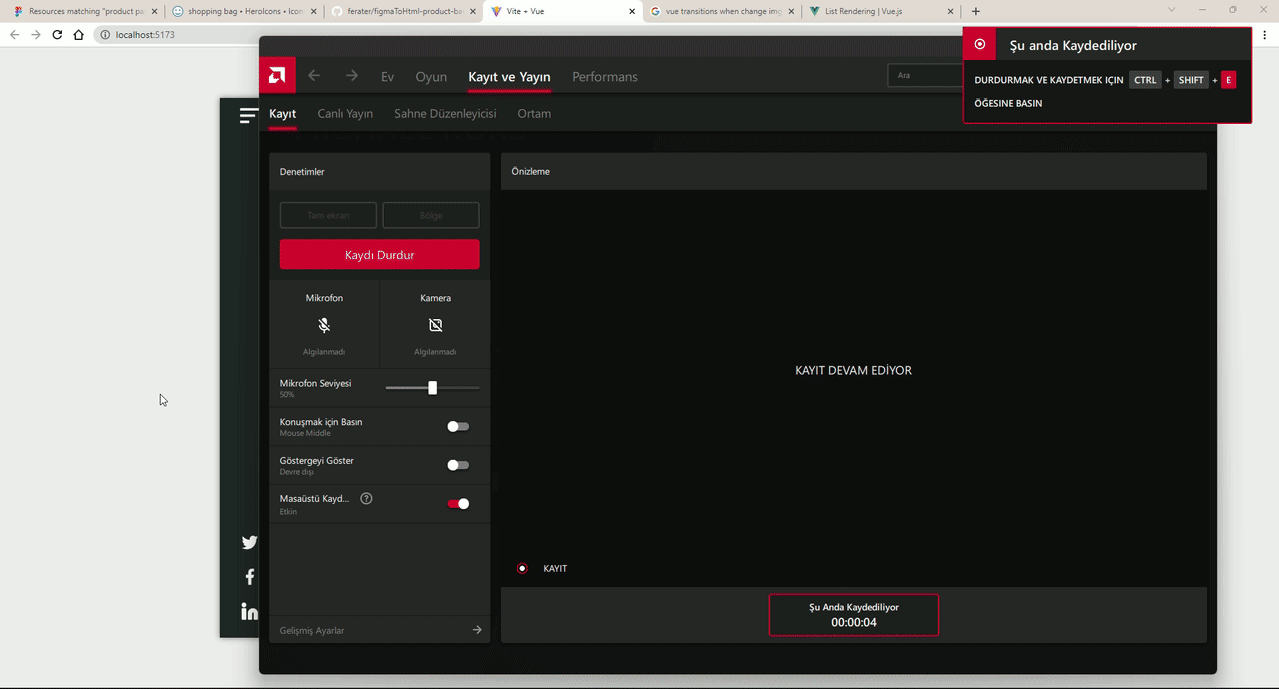 Resources matching "product pa
shopping bag • HeroIcons • Icon
ferater/figmaToHtml-product-ba
Vite + Vue
vue transitions when change img
List Rendering | Vue.js
localhost:5173
Şu anda Kaydediliyor
DURDURMAK VE KAYDETMEK IÇIN CTRL + SHIFT + E
ÖĞESINE BASIN
Ev
Oyun
Kayıt ve Yayın
Performans
Ara
Kayıt
Canlı Yayın
Sahne Düzenleyicisi
Ortam
Denetimler
Önizleme
Tam ekran
Bölge
Kaydı Durdur
Mikrofon
Kamera
Algılanmadı
Algılanmadı
Mikrofon Seviyesi
50%
Konuşmak için Basın
Mouse Middle
Göstergeyi Göster
Devre dışı
Masaüstü Kayd...
Etkin
Gelişmiş Ayarlar
KAYIT DEVAM EDİYOR
KAYIT
Şu Anda Kaydediliyor
00:00:04